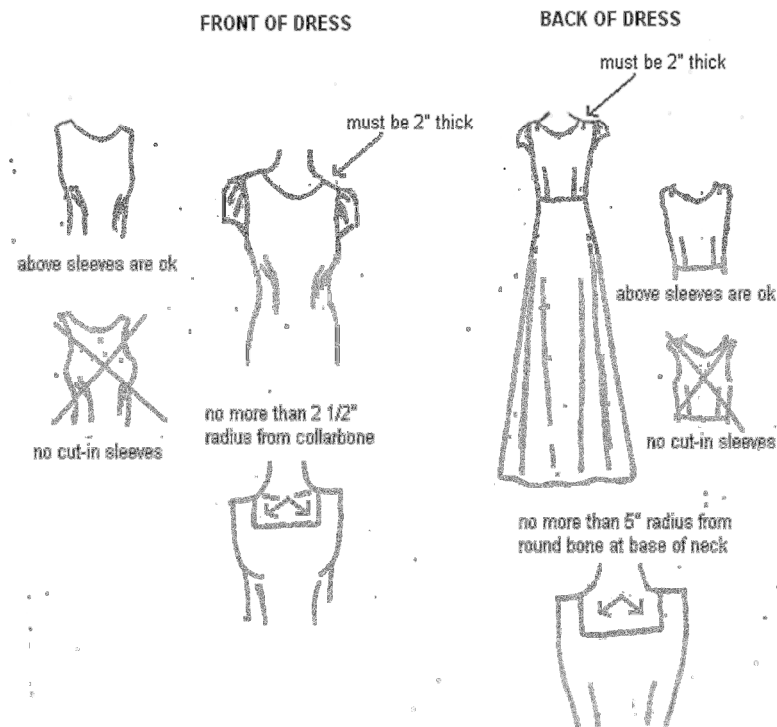 FRONT OF DRESS
must be 2" thick
above sleeves are ok
no cut-in sleeves
no more than 2 1/2"
radius from collarbone
BACK OF DRESS
must be 2" thick
above sleeves are ok
no cut-in sleeves
no more than 5" radius from
round bone at base of neck